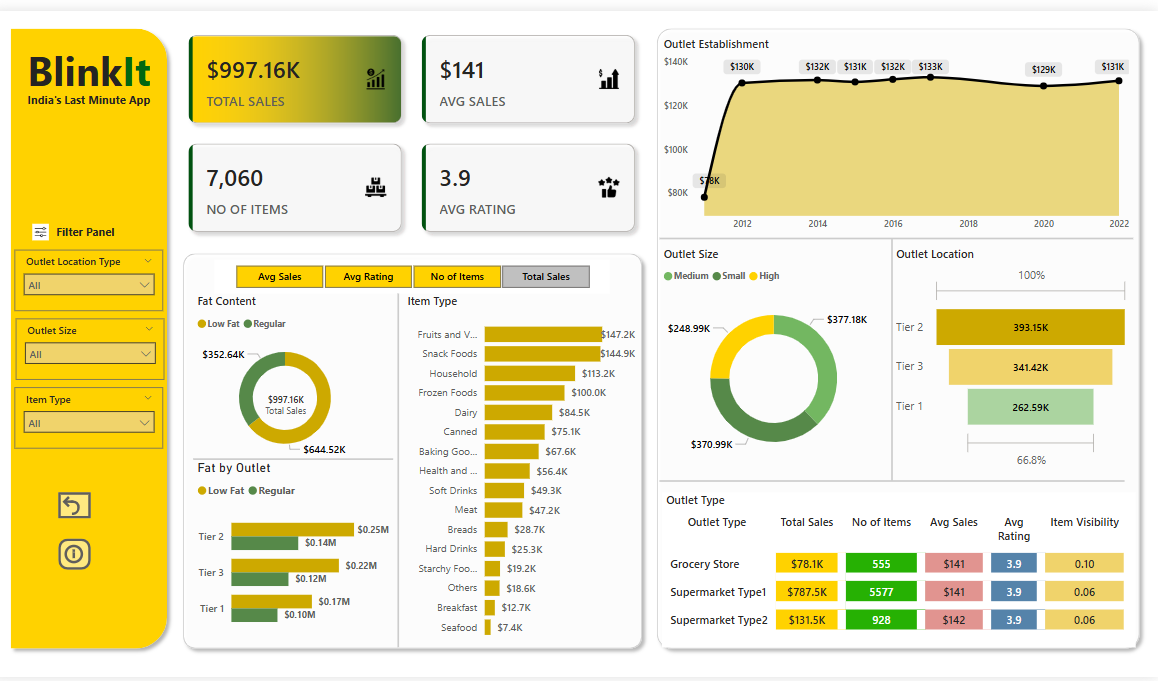 BlinkIt
India's Last Minute App
Filter Panel
Outlet Location Type
All
Outlet Size
All
Item Type
All
$997.16K
TOTAL SALES
$141
AVG SALES
7,060
NO OF ITEMS
3.9
AVG RATING
Avg Sales Avg Rating No of Items Total Sales
Fat Content
Low Fat Regular
$352.64K
$997.16K
Total Sales
$644.52K
Fat by Outlet
Low Fat Regular
Tier 2 $0.25M
$0.14M
Tier 3 $0.22M
$0.12M
Tier 1 $0.17M
$0.10M
Item Type
Fruits and V... $147.2K
Snack Foods $144.9K
Household $113.2K
Frozen Foods $100.0K
Dairy $84.5K
Canned $75.1K
Baking Goo... $67.6K
Health and ... $56.4K
Soft Drinks $49.3K
Meat $47.2K
Breads $28.7K
Hard Drinks $25.3K
Starchy Foo... $19.2K
Others $18.6K
Breakfast $12.7K
Seafood $7.4K
Outlet Establishment
$140K
$120K
$100K
$80K
$78K $130K $132K $131K $132K $133K $129K $131K
2012 2014 2016 2018 2020 2022
Outlet Size
Medium Small High
$377.18K
$248.99K
$370.99K
Outlet Location
100%
Tier 2 393.15K
Tier 3 341.42K
Tier 1 262.59K
66.8%
Outlet Type
Outlet Type Total Sales No of Items Avg Sales Avg Rating Item Visibility
Grocery Store $78.1K 555 $141 3.9 0.10
Supermarket Type1 $787.5K 5577 $141 3.9 0.06
Supermarket Type2 $131.5K 928 $142 3.9 0.06